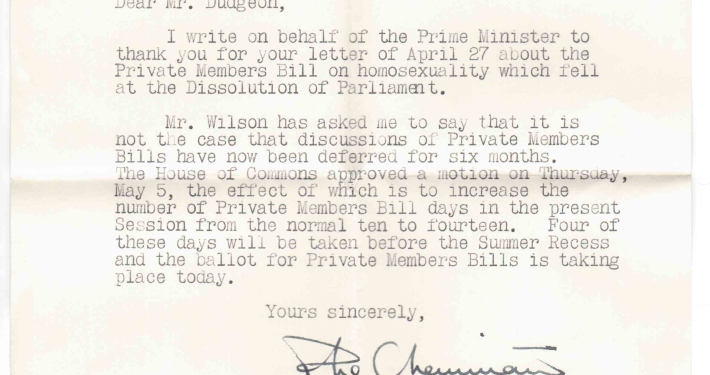 Dear Mr. Dudgeon,
I write on behalf of the Prime Minister to
thank you for your letter of April 27 about the
Private Members Bill on homosexuality which fell
at the Dissolution of Parliament.
Mr. Wilson has asked me to say that it is
not the case that discussions of Private Members
Bills have now been deferred for six months.
The House of Commons approved a motion on Thursday,
May 5, the effect of which is to increase the
number of Private Members Bill days in the present
Session from the normal ten to fourteen. Four of
these days will be taken before the Summer Recess
and the ballot for Private Members Bills is taking
place today.
Yours sincerely,